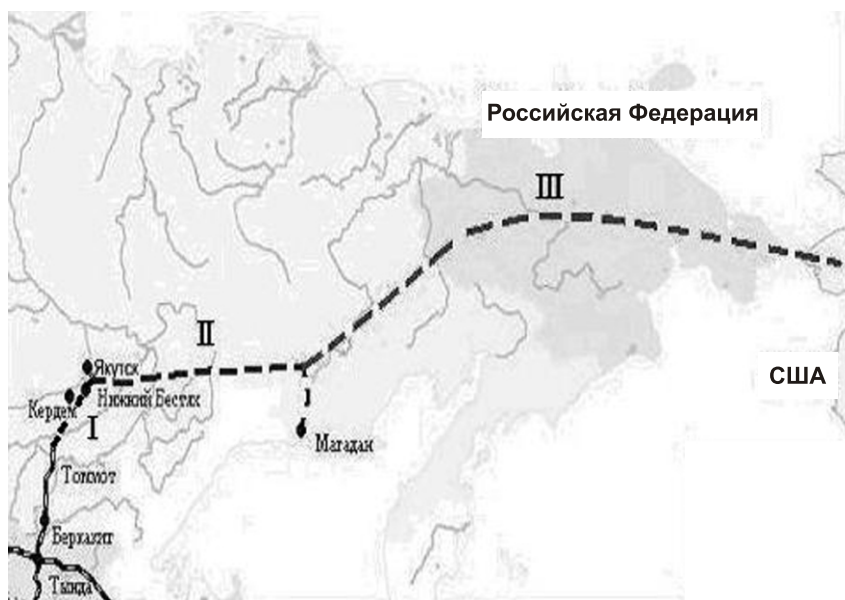 Российская Федерация
III
II
Якутск
США
Нижний Бестях
Кердем
I
Магадан
Томмот
Беркакит
Тында